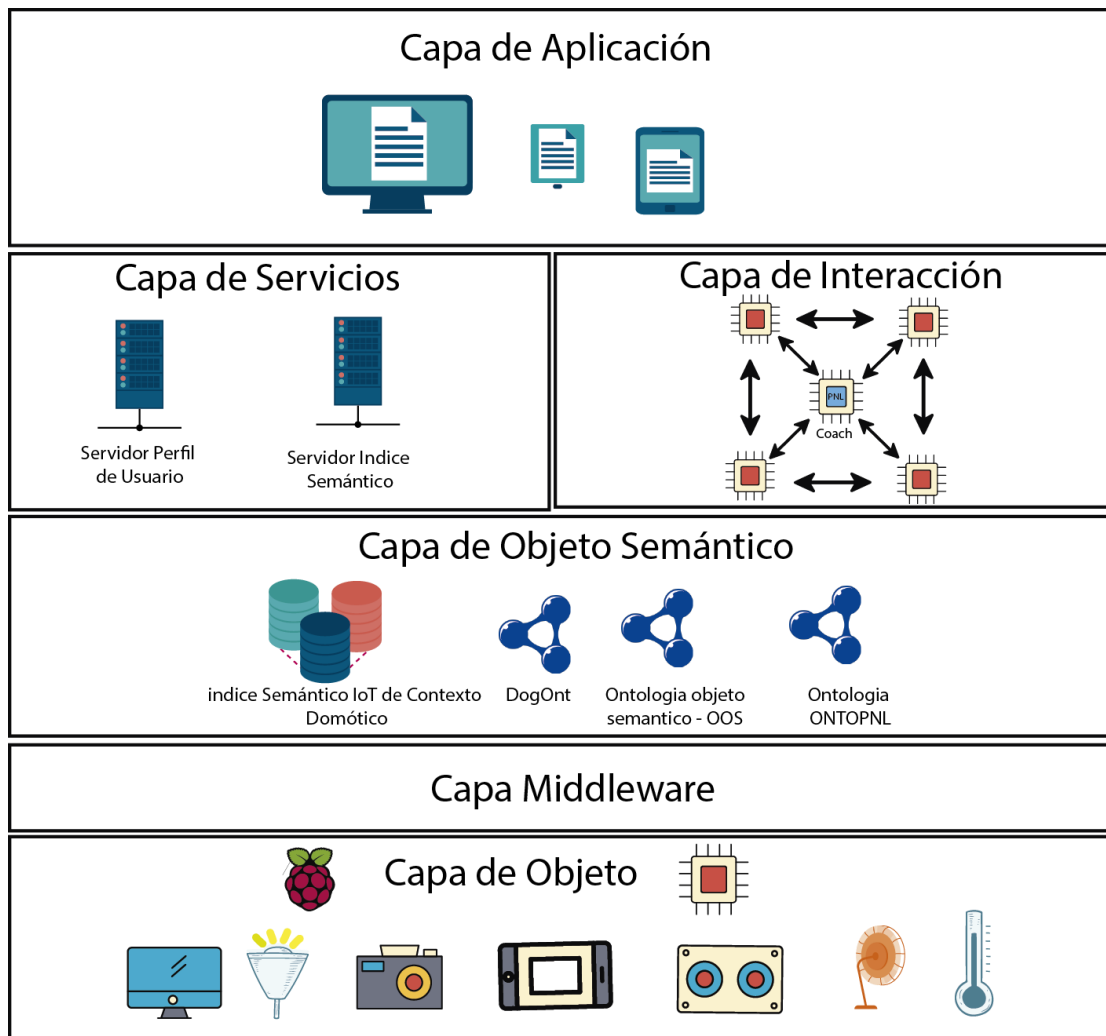 Capa de Aplicación
Capa de Servicios
Servidor Perfil
de Usuario
Servidor Indice
Semántico
Capa de Interacción
PNL
Coach
Capa de Objeto Semántico
indice Semántico IoT de Contexto
Domótico
DogOnt
Ontologia objeto
semantico - OOS
Ontologia
ONTOPNL
Capa Middleware
Capa de Objeto